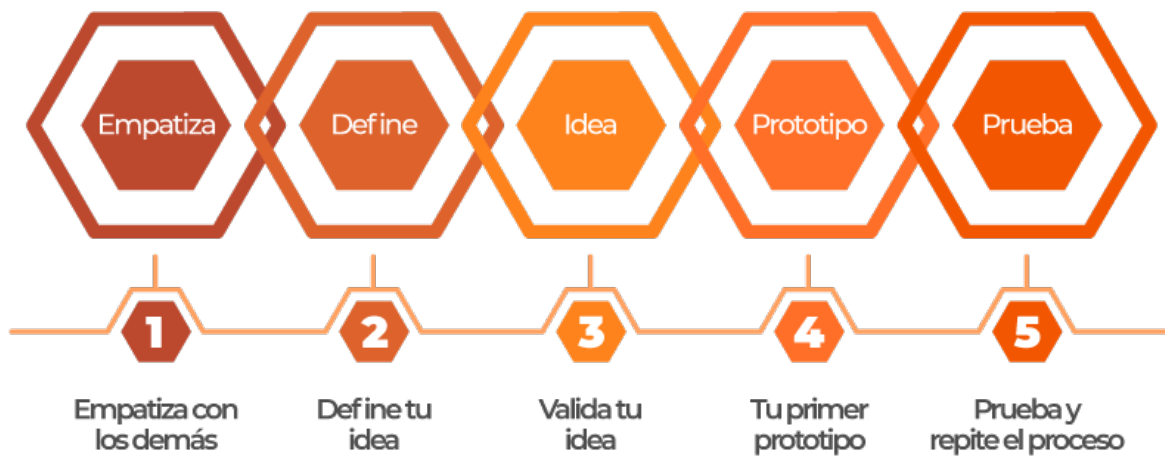 Empatiza
Define
Idea
Prototipo
Prueba
1
2
3
4
5
Empatiza con
los demás
Define tu
idea
Valida tu
idea
Tu primer
prototipo
Prueba y
repite el proceso